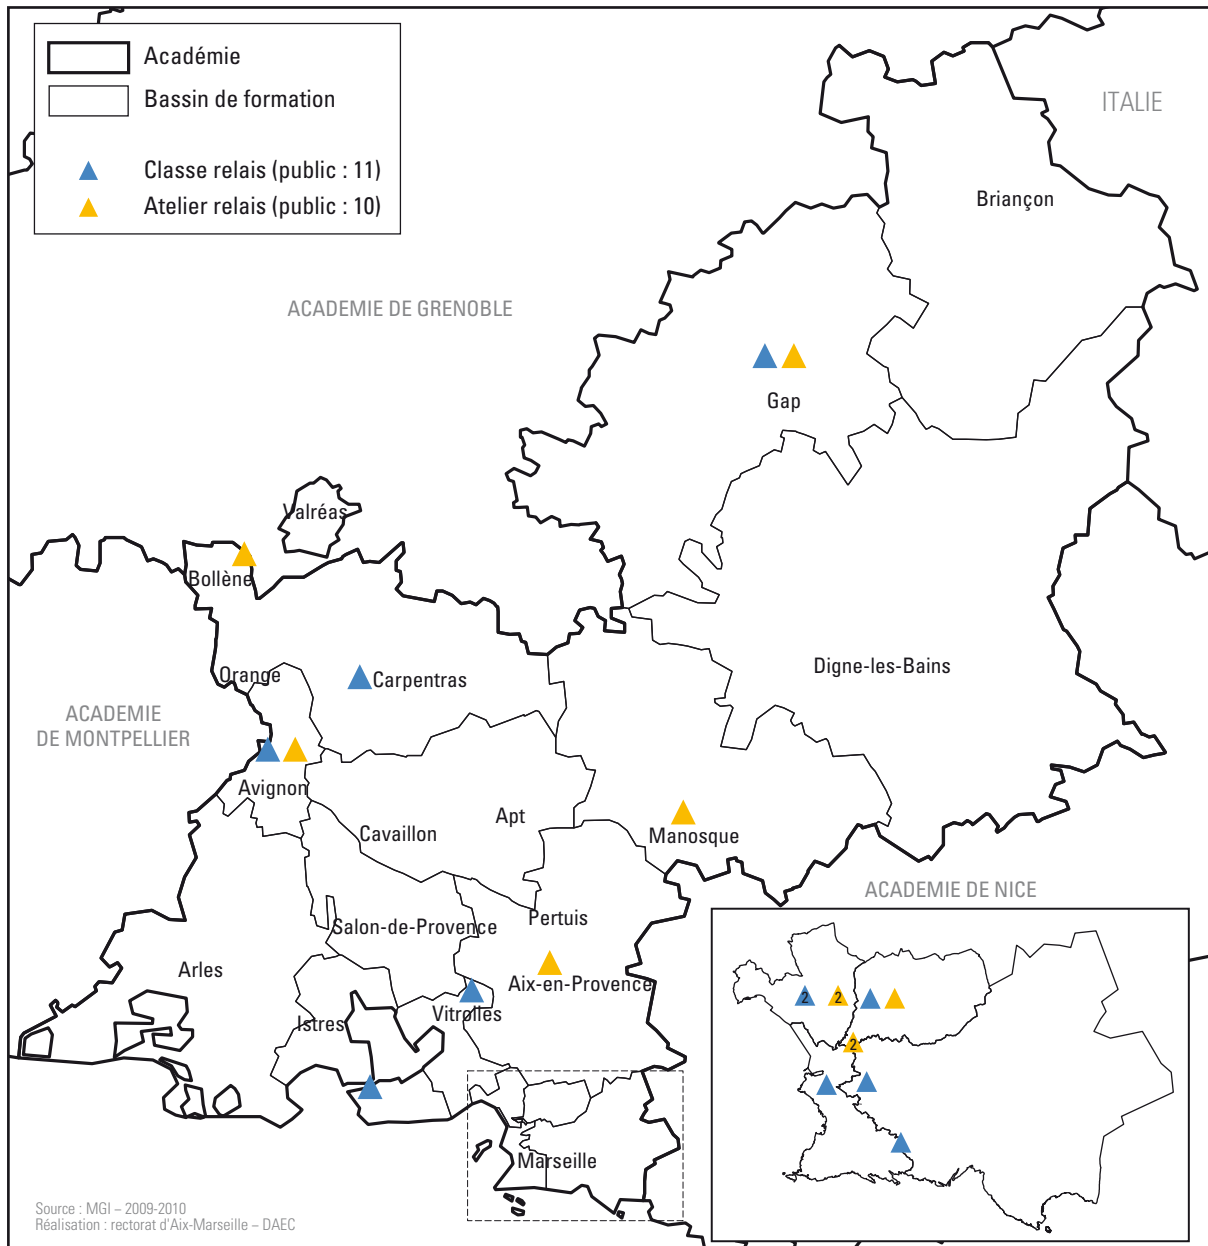 Académie
Bassin de formation
Classe relais (public : 11)
Atelier relais (public : 10)
ITALIE
Briançon
ACADEMIE DE GRENOBLE
Gap
Valréas
Bollène
Orange
Carpentras
Digne-les-Bains
ACADEMIE
DE MONTPELLIER
Avignon
Apt
Cavaillon
Manosque
ACADEMIE DE NICE
Pertuis
Salon-de-Provence
Arles
Aix-en-Provence
Istres
Vitrolles
2
2
2
Marseille
Source : MGI – 2009-2010
Réalisation : rectorat d'Aix-Marseille – DAEC